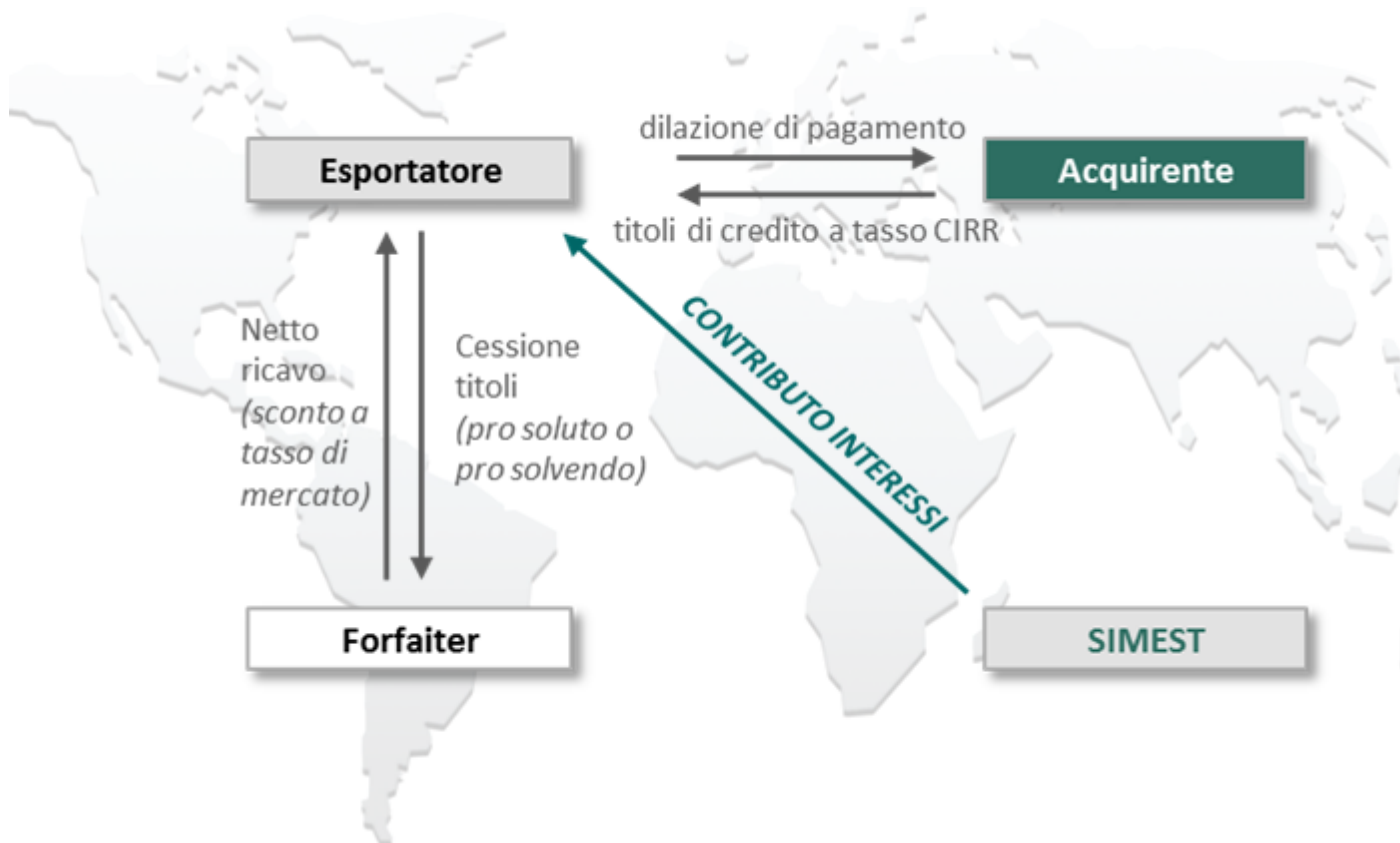 dilazione di pagamento
Esportatore
Acquirente
titoli di credito a tasso CIRR
Netto
ricavo
(sconto a
tasso di
mercato)
Cessione
titoli
(pro soluto o
pro solvendo)
CONTRIBUTO INTERESSI
Forfaiter
SIMEST